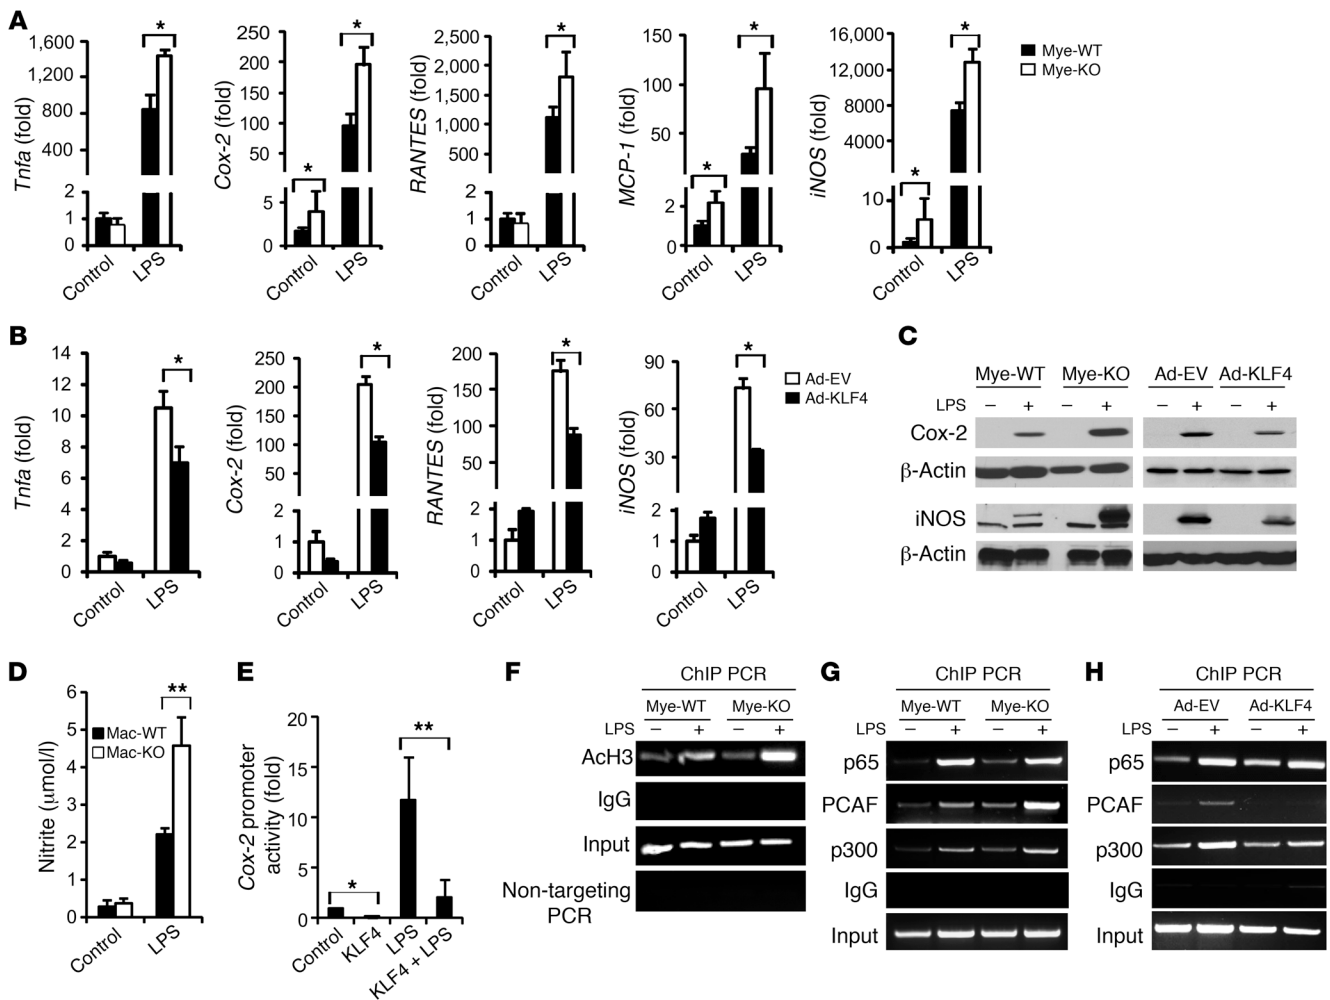 A
Tnfa (fold)
1,600
1,200
800
400
2
1
0
Control
LPS
*
Cox-2 (fold)
250
200
150
100
50
5
0
Control
LPS
*
*
RANTES (fold)
2,500
2,000
1,500
1,000
500
2
1
0
Control
LPS
*
MCP-1 (fold)
150
100
50
2
0
Control
LPS
*
*
iNOS (fold)
16,000
12,000
8000
4000
10
0
Control
LPS
*
*
Mye-WT
Mye-KO
B
Tnfa (fold)
14
12
10
8
6
4
2
0
Control
LPS
*
Cox-2 (fold)
250
200
150
100
50
2
1
0
Control
LPS
*
RANTES (fold)
200
150
100
50
2
1
0
Control
LPS
*
iNOS (fold)
90
60
30
2
1
0
Control
LPS
*
Ad-EV
Ad-KLF4
C
Mye-WT Mye-KO Ad-EV Ad-KLF4
LPS − + − + − + − +
Cox-2
β-Actin
iNOS
β-Actin
D
Nitrite (μmol/l)
6
5
4
3
2
1
0
Control
LPS
**
Mac-WT
Mac-KO
E
Cox-2 promoter
activity (fold)
20
15
10
5
0
*
**
Control
KLF4
LPS
KLF4 + LPS
F
ChIP PCR
Mye-WT Mye-KO
LPS − + − +
AcH3
IgG
Input
Non-targeting
PCR
G
ChIP PCR
Mye-WT Mye-KO
LPS − + − +
p65
PCAF
p300
IgG
Input
H
ChIP PCR
Ad-EV Ad-KLF4
LPS − + − +
p65
PCAF
p300
IgG
Input